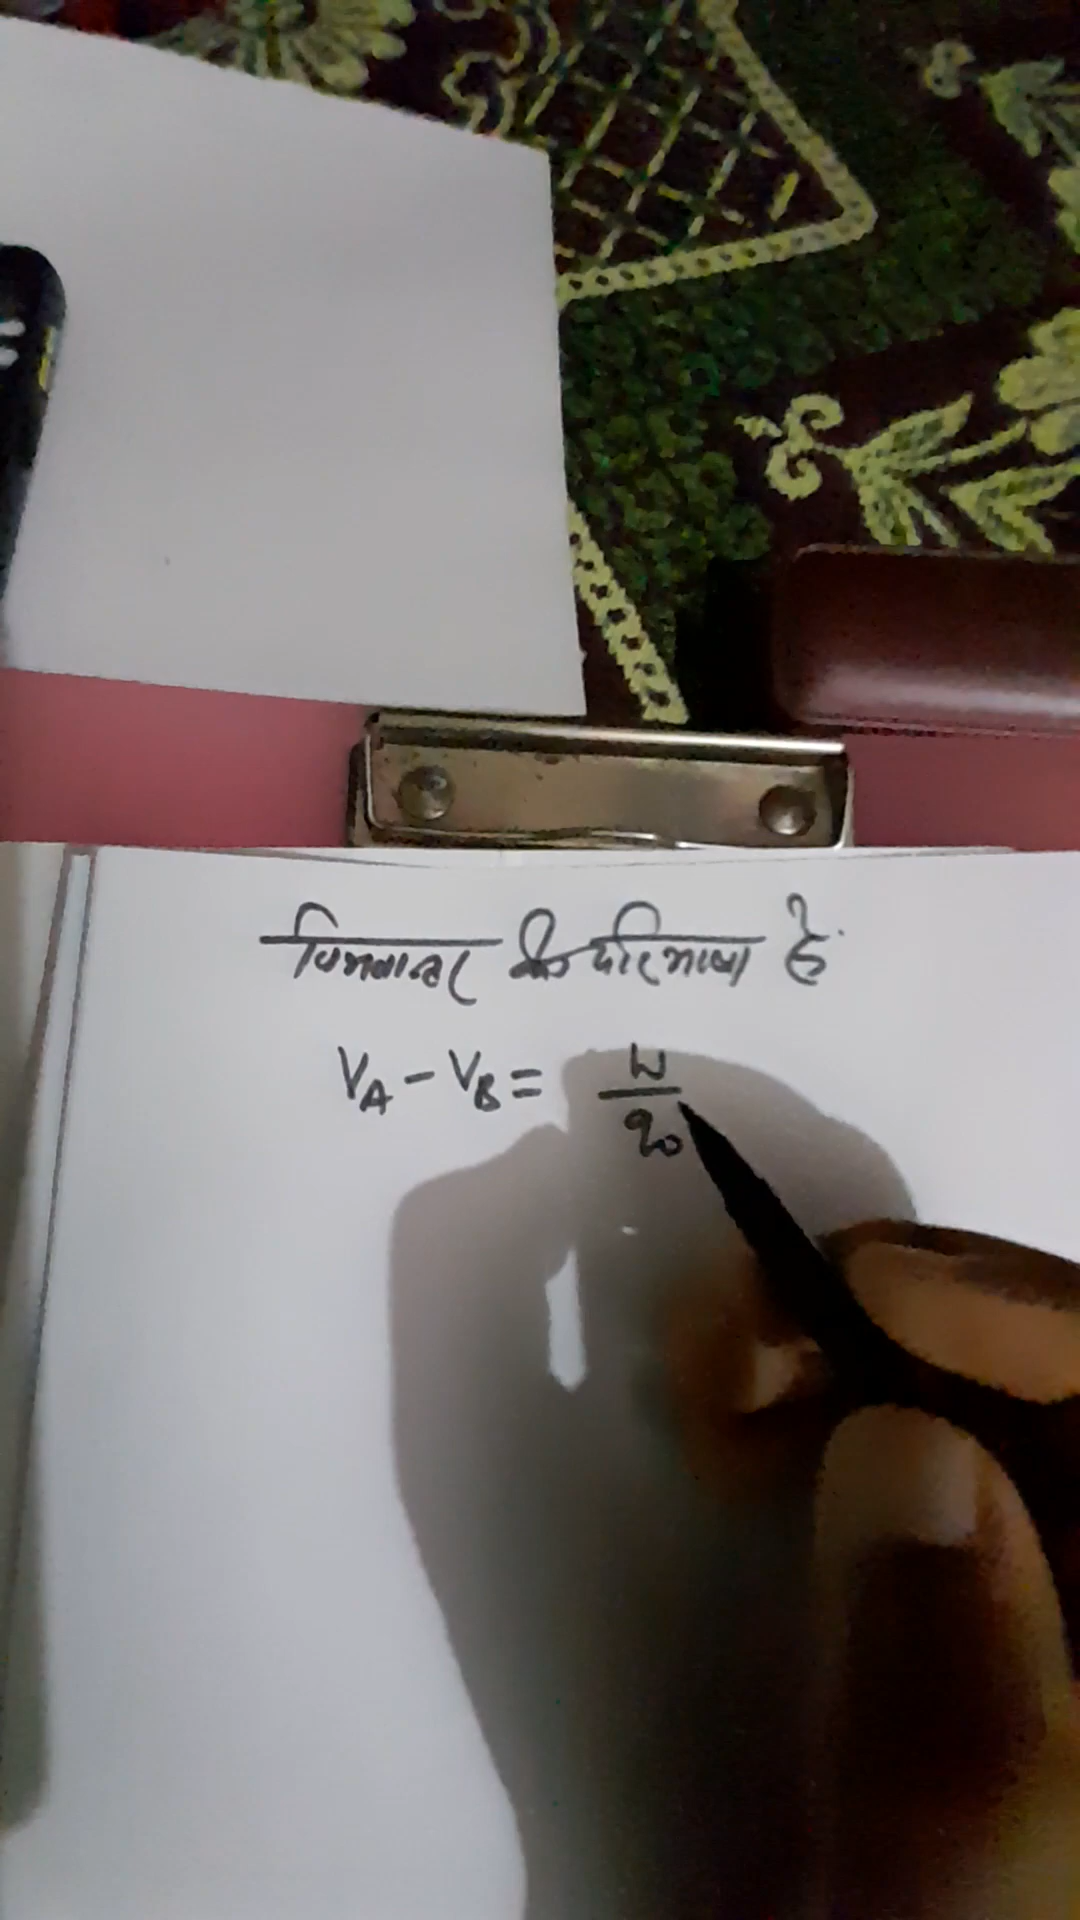 विभवान्तर की परिभाषा है.
V_A - V_B = W/q₀